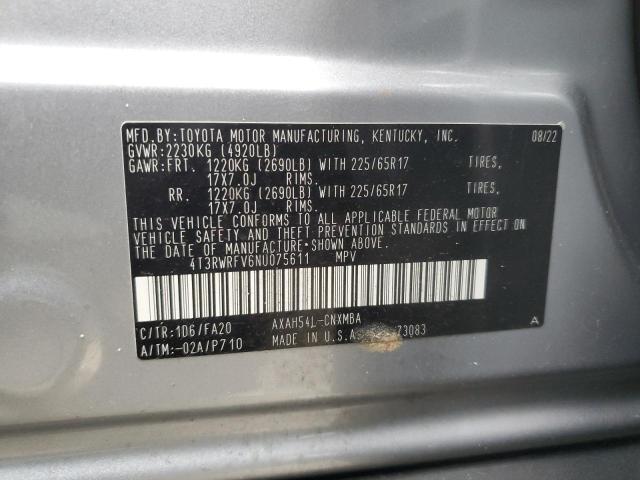 MFD.BY:TOYOTA MOTOR MANUFACTURING, KENTUCKY, INC. 08/22
GVWR:2230KG (4920LB)
GAWR:FRT. 1220KG (2690LB) WITH 225/65R17 TIRES,
17X7.0J RIMS.
RR. 1220KG (2690LB) WITH 225/65R17 TIRES,
17X7.0J RIMS.
THIS VEHICLE CONFORMS TO ALL APPLICABLE FEDERAL MOTOR
VEHICLE SAFETY AND THEFT PREVENTION STANDARDS IN EFFECT ON
THE DATE OF MANUFACTURE SHOWN ABOVE.
4T3RWRFV6NU075611 MPV
C/TR:1D6/FA20 AXAH54L-CNXMBA A
A/TM:-02A/P710 MADE IN U.S.A. 73083